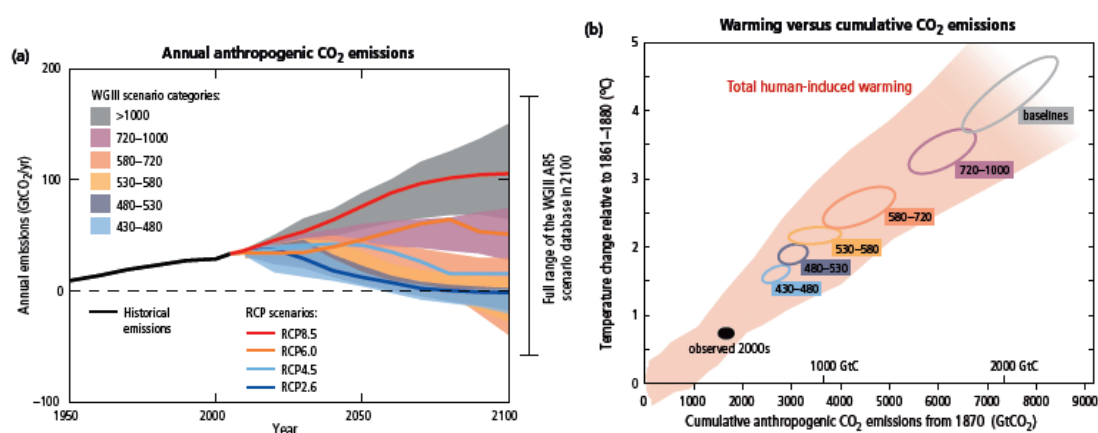 (a)
Annual anthropogenic CO2 emissions
200
100
0
−100
Annual emissions (GtCO2/yr)
WGIII scenario categories:
>1000
720–1000
580–720
530–580
480–530
430–480
Historical
emissions
RCP scenarios:
RCP8.5
RCP6.0
RCP4.5
RCP2.6
1950
2000
2050
2100
Year
Full range of the WGIII AR5
scenario database in 2100
(b)
Warming versus cumulative CO2 emissions
5
4
3
2
1
0
Temperature change relative to 1861–1880 (°C)
Total human-induced warming
baselines
720–1000
580–720
530–580
480–530
430–480
observed 2000s
1000 GtC
2000 GtC
0
1000
2000
3000
4000
5000
6000
7000
8000
9000
Cumulative anthropogenic CO2 emissions from 1870 (GtCO2)